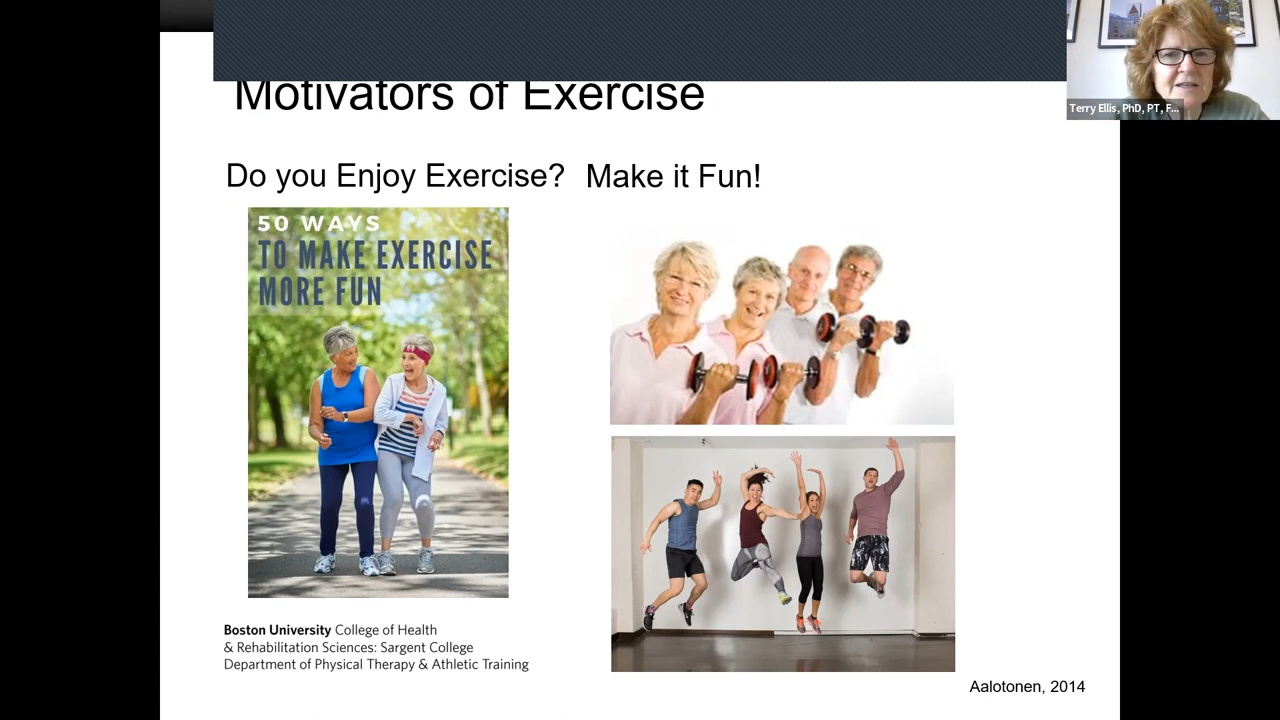 Motivators of Exercise
Terry Ellis, PhD, PT, F...
Do you Enjoy Exercise? Make it Fun!
50 WAYS
TO MAKE EXERCISE
MORE FUN
Boston University College of Health
& Rehabilitation Sciences: Sargent College
Department of Physical Therapy & Athletic Training
Aalotonen, 2014